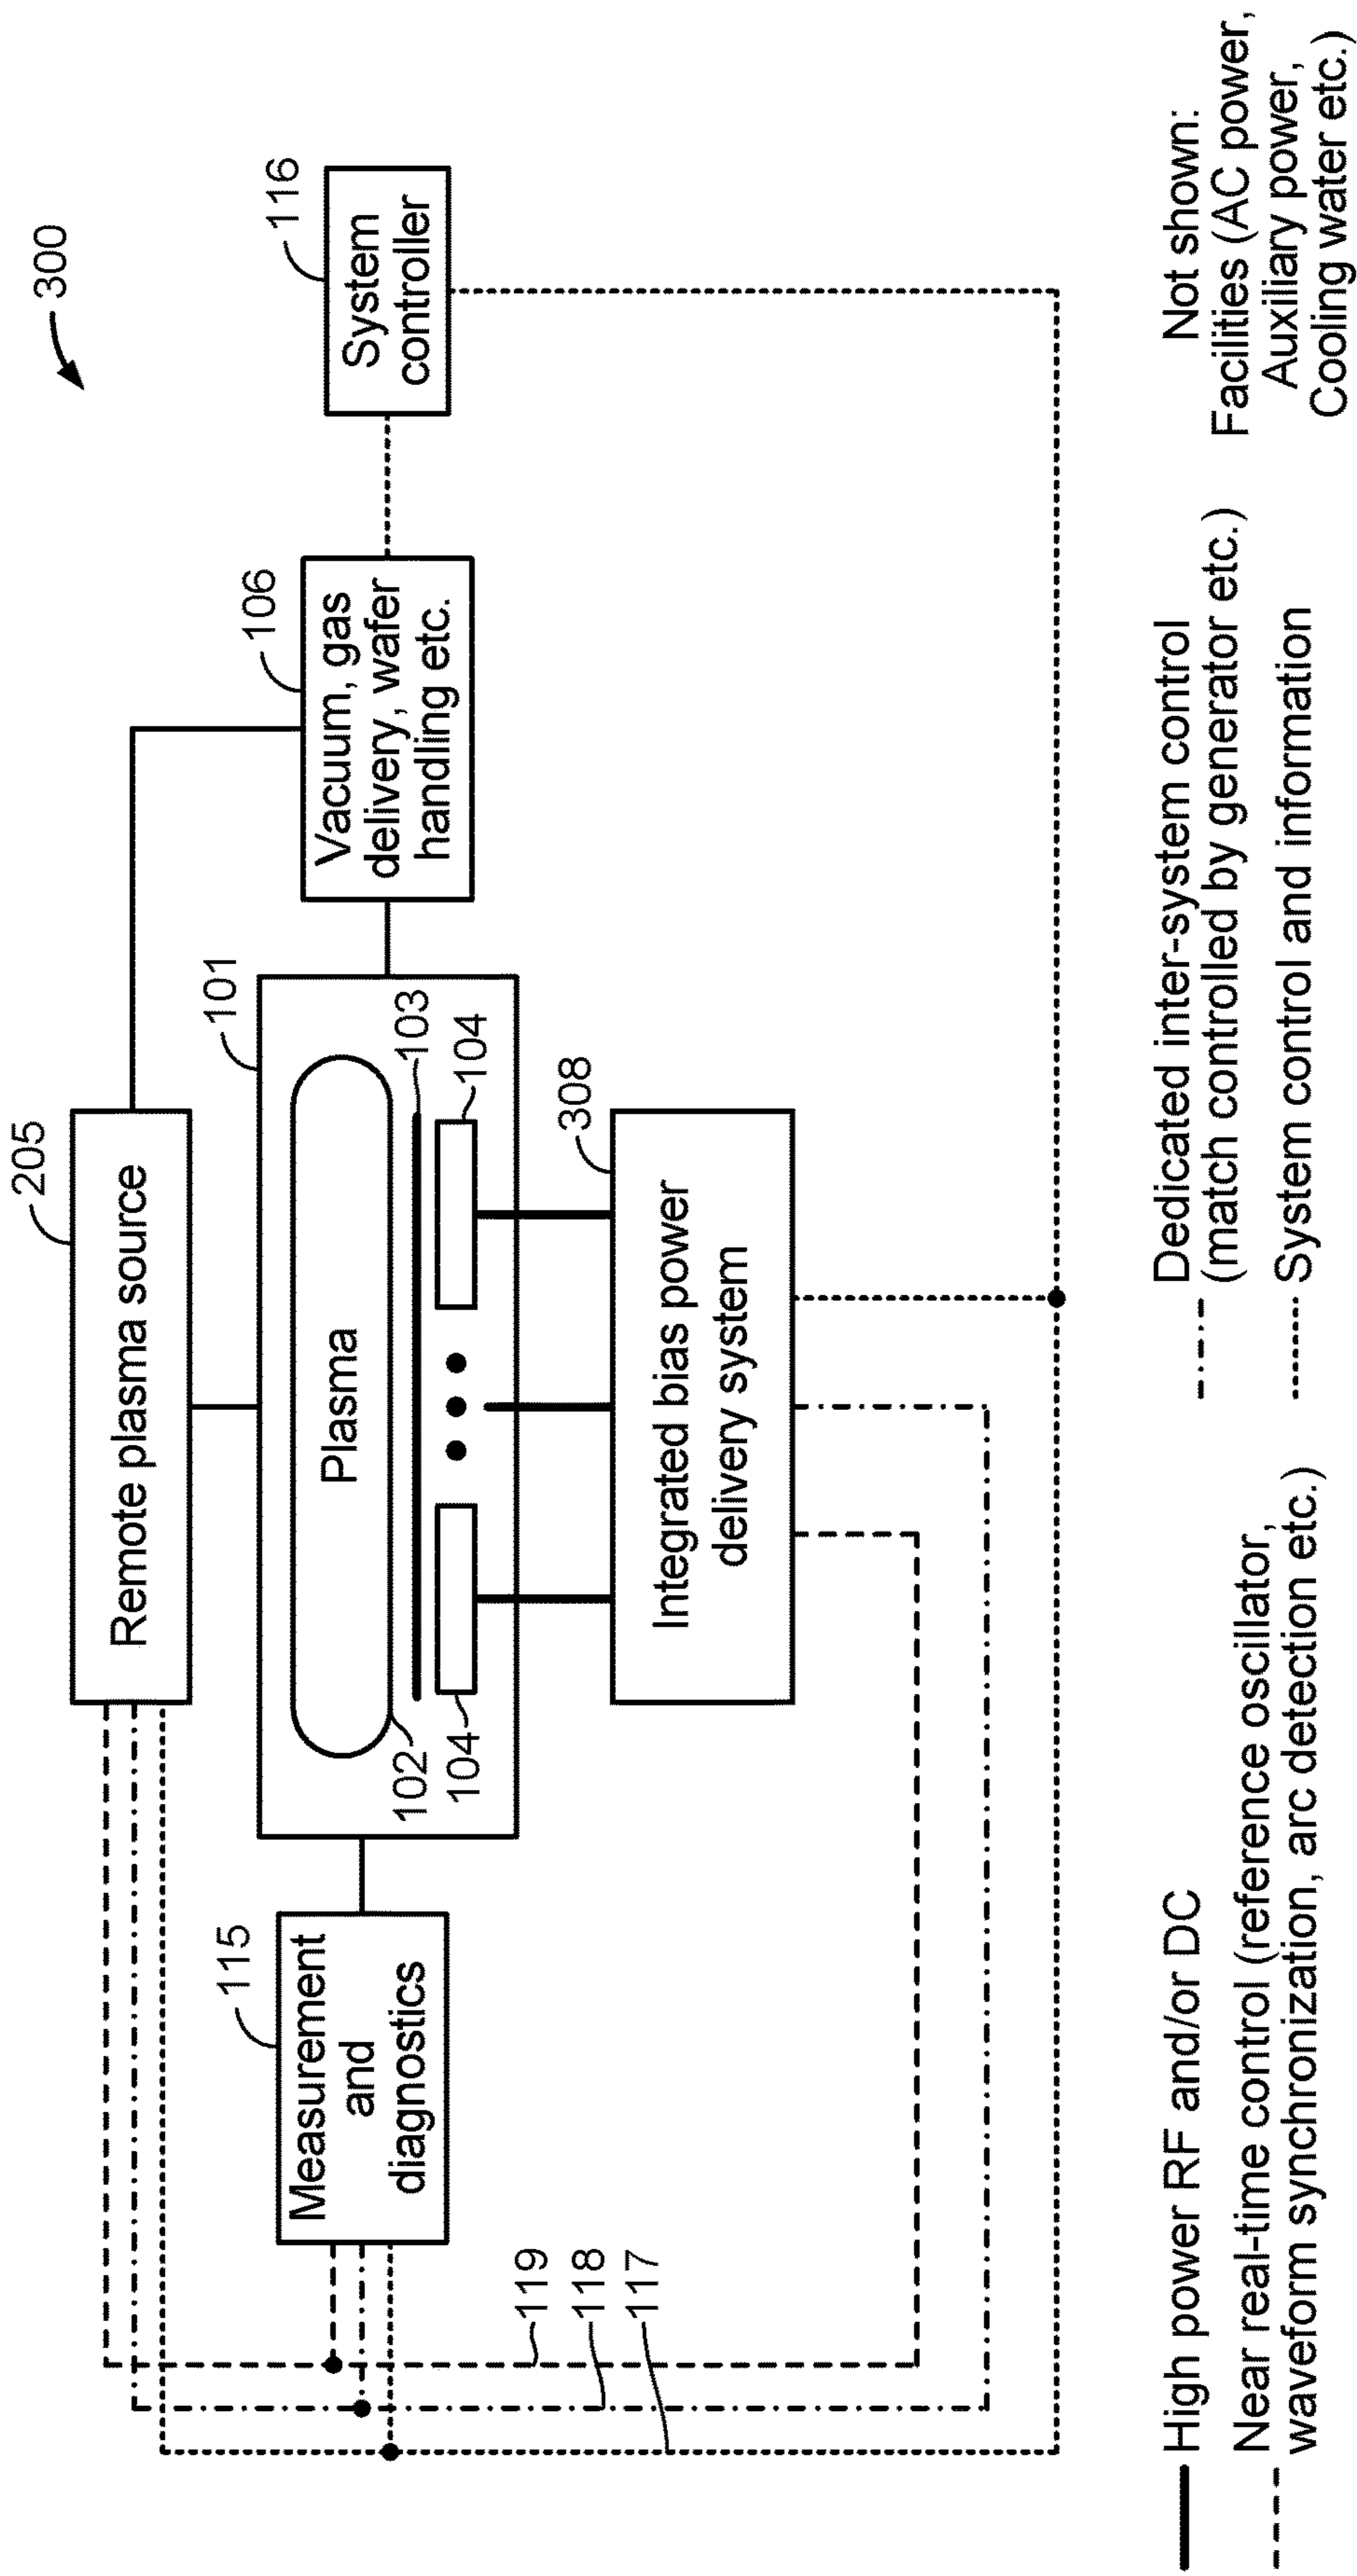 300
205
Remote plasma source
101
Plasma
102
103
104
104
115
Measurement
and
diagnostics
106
Vacuum, gas
delivery, wafer
handling etc.
116
System
controller
308
Integrated bias power
delivery system
119
118
117
High power RF and/or DC
Near real-time control (reference oscillator,
waveform synchronization, arc detection etc.)
Dedicated inter-system control
(match controlled by generator etc.)
System control and information
Not shown:
Facilities (AC power,
Auxiliary power,
Cooling water etc.)